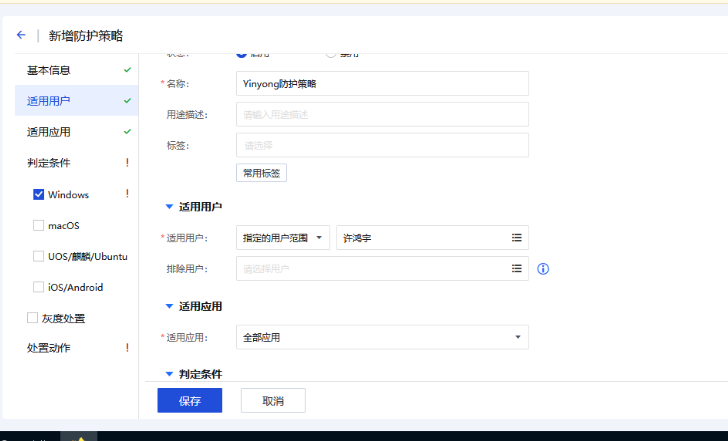 新增防护策略
基本信息
适用用户
适用应用
判定条件
Windows
macOS
UOS/麒麟/Ubuntu
iOS/Android
灰度处置
处置动作
*名称： Yinyong防护策略
用途描述： 请输入用途描述
标签： 请选择
常用标签
适用用户
*适用用户： 指定的用户范围 许鸿宇
排除用户： 请选择用户
适用应用
*适用应用： 全部应用
判定条件
保存 取消